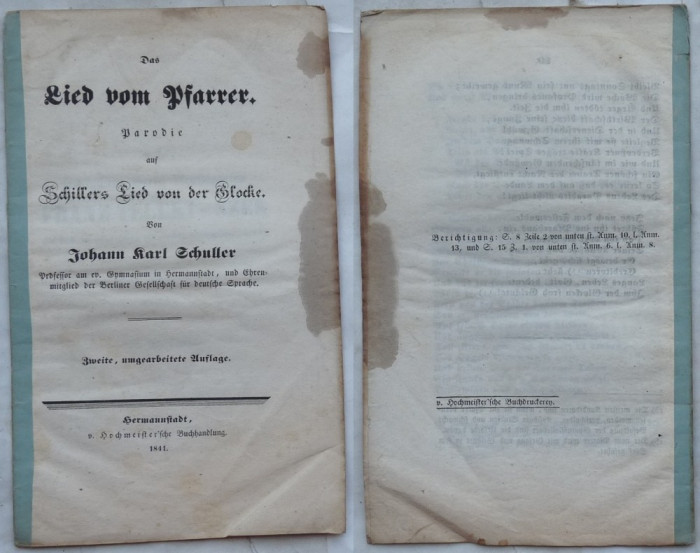 Das
Lied vom Pfarrer.
Parodie
auf
Schillers Lied von der Glocke.
Von
Johann Karl Schuller
Professor am ev. Gymnasium in Hermannstadt, und Ehren-
mitglied der Berliner Gesellschaft für deutsche Sprache.
Zweite, umgearbeitete Auflage.
Hermannstadt,
v. Hochmeister'sche Buchhandlung.
1841.
Berichtigung: S. 8 Zeile 2 von unten st. Anm. 10. l. Anm.
13, und S. 15 Z. 1. von unten st. Anm. 6. l. Anm. 8.
v. Hochmeister'sche Buchdruckerey.